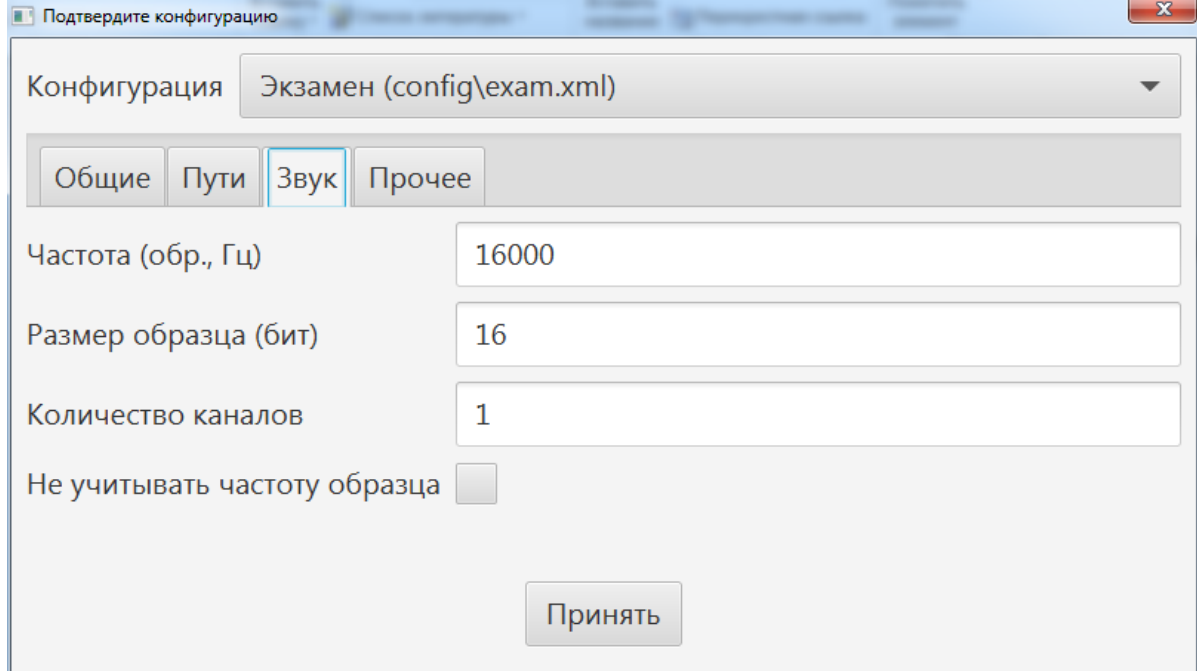 Подтвердите конфигурацию
Конфигурация Экзамен (config\exam.xml)
Общие Пути Звук Прочее
Частота (обр., Гц) 16000
Размер образца (бит) 16
Количество каналов 1
Не учитывать частоту образца
Принять